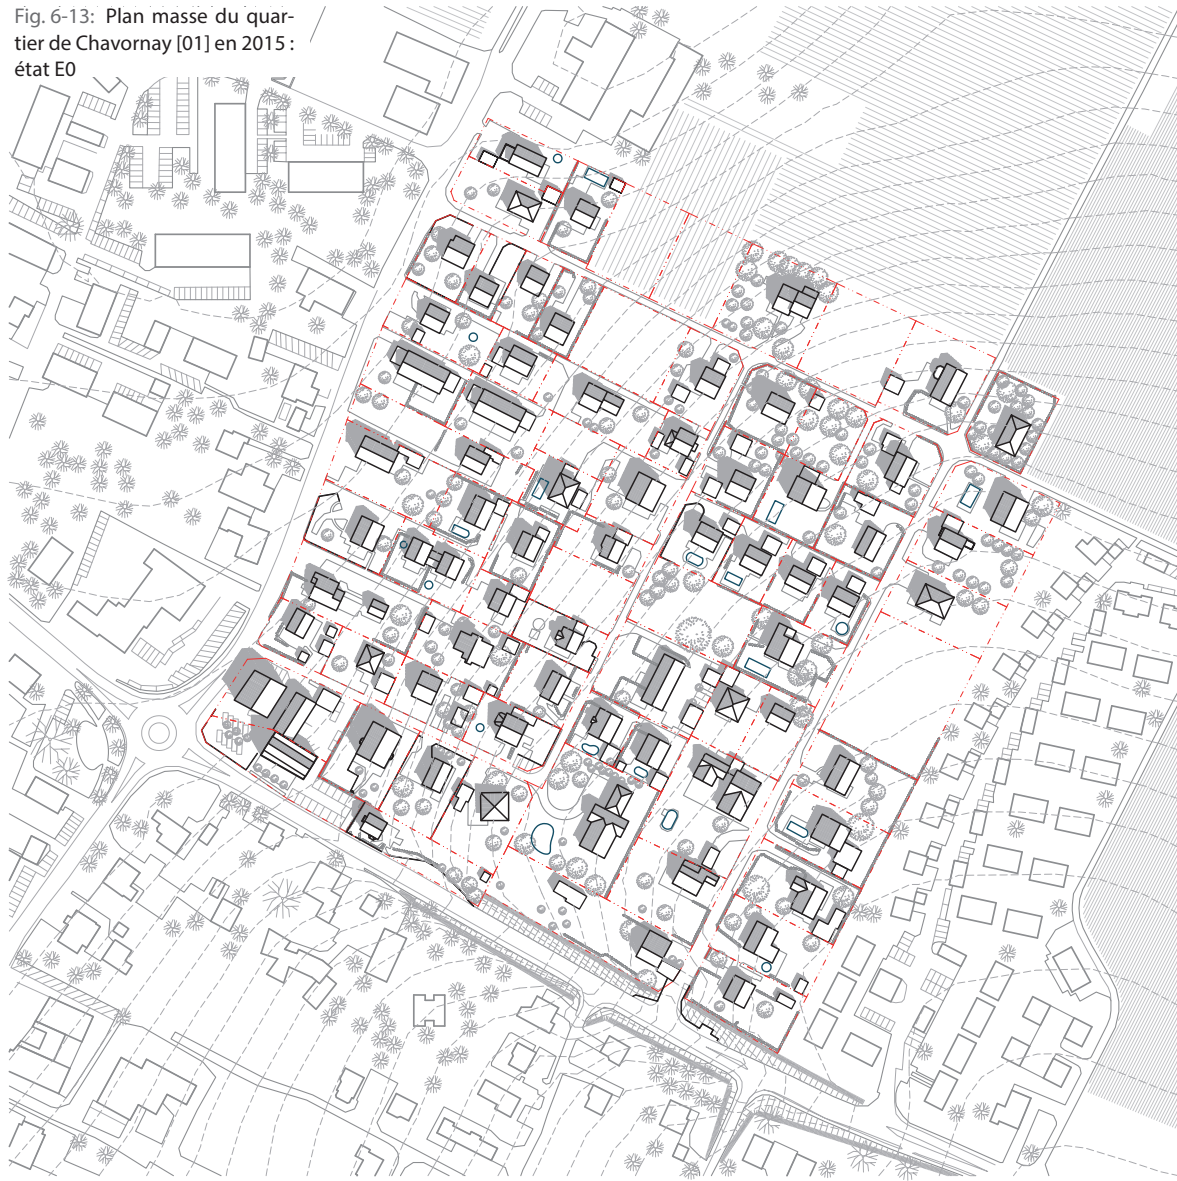 Fig. 6-13: Plan masse du quar-
tier de Chavornay [01] en 2015 :
état E0